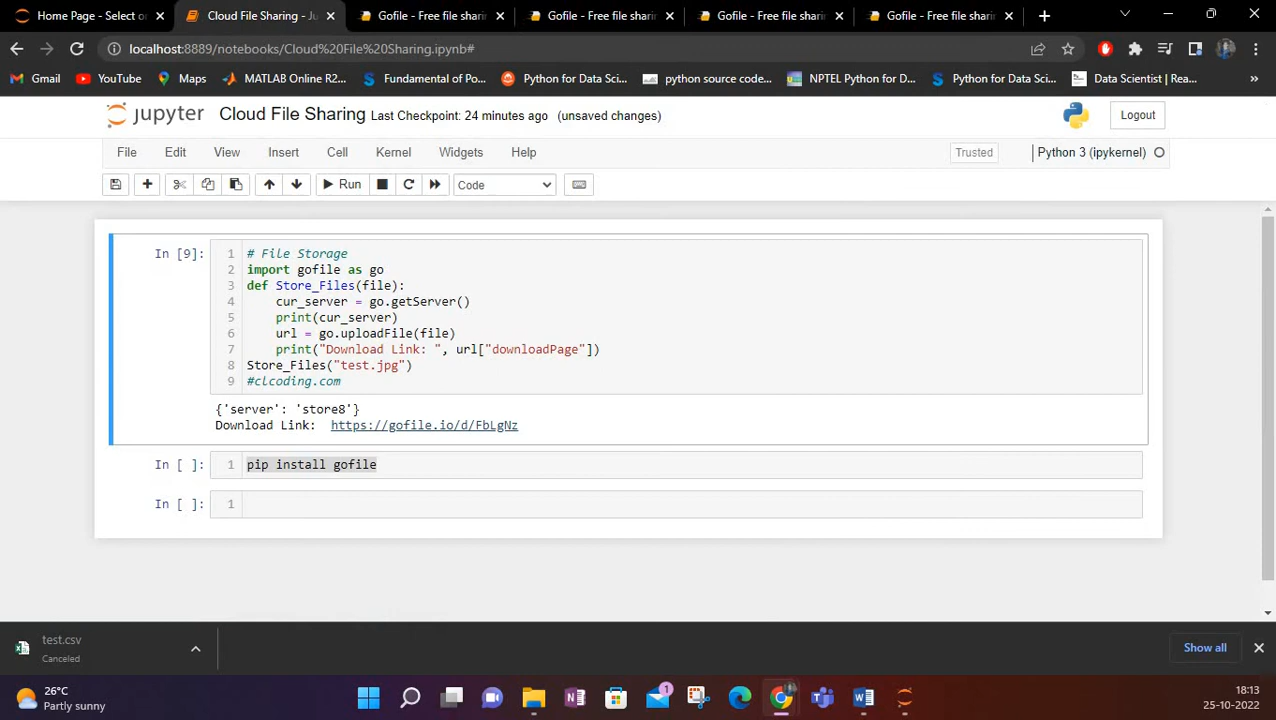 Home Page - Select o
Cloud File Sharing - Ju
Gofile - Free file sharin
Gofile - Free file sharin
Gofile - Free file sharin
Gofile - Free file sharin
localhost:8889/notebooks/Cloud%20File%20Sharing.ipynb#
Gmail
YouTube
Maps
MATLAB Online R2...
Fundamental of Po...
Python for Data Sci...
python source code...
NPTEL Python for D...
Python for Data Sci...
Data Scientist | Rea...
jupyter Cloud File Sharing Last Checkpoint: 24 minutes ago (unsaved changes)
Logout
File Edit View Insert Cell Kernel Widgets Help
Trusted
Python 3 (ipykernel)
Run
Code
In [9]:
1 # File Storage
2 import gofile as go
3 def Store_Files(file):
4     cur_server = go.getServer()
5     print(cur_server)
6     url = go.uploadFile(file)
7     print("Download Link: ", url["downloadPage"])
8 Store_Files("test.jpg")
9 #clcoding.com
{'server': 'store8'}
Download Link:  https://gofile.io/d/FbLgNz
In [ ]: 1 pip install gofile
In [ ]: 1
test.csv
Canceled
Show all
26°C
Partly sunny
1
18:13
25-10-2022